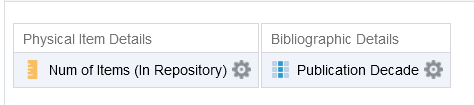 Physical Item Details Bibliographic Details
Num of Items (In Repository) Publication Decade